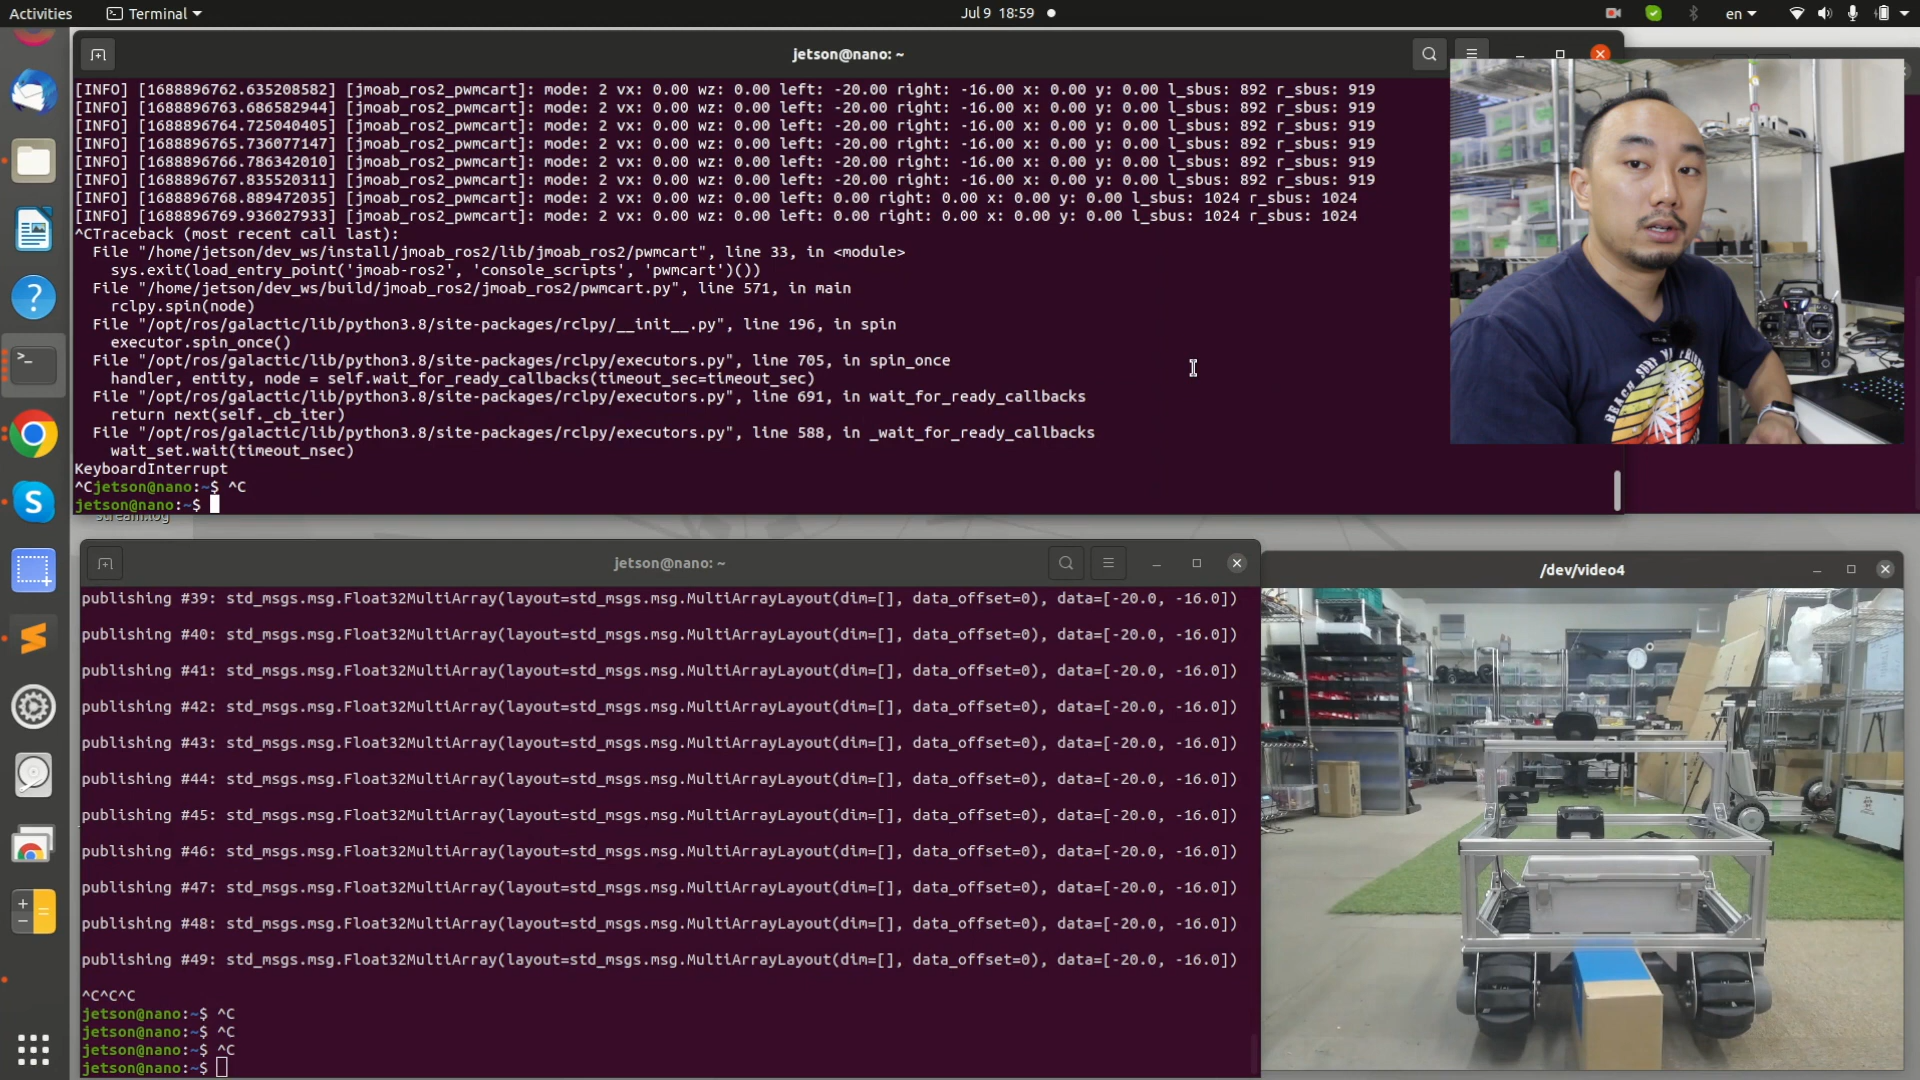 Activities
Terminal
Jul 9 18:59
en
jetson@nano: ~
[INFO] [1688896762.635208582] [jmoab_ros2_pwmcart]: mode: 2 vx: 0.00 wz: 0.00 left: -20.00 right: -16.00 x: 0.00 y: 0.00 l_sbus: 892 r_sbus: 919
[INFO] [1688896763.686582944] [jmoab_ros2_pwmcart]: mode: 2 vx: 0.00 wz: 0.00 left: -20.00 right: -16.00 x: 0.00 y: 0.00 l_sbus: 892 r_sbus: 919
[INFO] [1688896764.725040405] [jmoab_ros2_pwmcart]: mode: 2 vx: 0.00 wz: 0.00 left: -20.00 right: -16.00 x: 0.00 y: 0.00 l_sbus: 892 r_sbus: 919
[INFO] [1688896765.736077147] [jmoab_ros2_pwmcart]: mode: 2 vx: 0.00 wz: 0.00 left: -20.00 right: -16.00 x: 0.00 y: 0.00 l_sbus: 892 r_sbus: 919
[INFO] [1688896766.786342010] [jmoab_ros2_pwmcart]: mode: 2 vx: 0.00 wz: 0.00 left: -20.00 right: -16.00 x: 0.00 y: 0.00 l_sbus: 892 r_sbus: 919
[INFO] [1688896767.835520311] [jmoab_ros2_pwmcart]: mode: 2 vx: 0.00 wz: 0.00 left: -20.00 right: -16.00 x: 0.00 y: 0.00 l_sbus: 892 r_sbus: 919
[INFO] [1688896768.889472035] [jmoab_ros2_pwmcart]: mode: 2 vx: 0.00 wz: 0.00 left: 0.00 right: 0.00 x: 0.00 y: 0.00 l_sbus: 1024 r_sbus: 1024
[INFO] [1688896769.936027933] [jmoab_ros2_pwmcart]: mode: 2 vx: 0.00 wz: 0.00 left: 0.00 right: 0.00 x: 0.00 y: 0.00 l_sbus: 1024 r_sbus: 1024
^CTraceback (most recent call last):
File "/home/jetson/dev_ws/install/jmoab_ros2/lib/jmoab_ros2/pwmcart", line 33, in <module>
sys.exit(load_entry_point('jmoab-ros2', 'console_scripts', 'pwmcart')())
File "/home/jetson/dev_ws/build/jmoab_ros2/jmoab_ros2/pwmcart.py", line 571, in main
rclpy.spin(node)
File "/opt/ros/galactic/lib/python3.8/site-packages/rclpy/__init__.py", line 196, in spin
executor.spin_once()
File "/opt/ros/galactic/lib/python3.8/site-packages/rclpy/executors.py", line 705, in spin_once
handler, entity, node = self.wait_for_ready_callbacks(timeout_sec=timeout_sec)
File "/opt/ros/galactic/lib/python3.8/site-packages/rclpy/executors.py", line 691, in wait_for_ready_callbacks
return next(self._cb_iter)
File "/opt/ros/galactic/lib/python3.8/site-packages/rclpy/executors.py", line 588, in _wait_for_ready_callbacks
wait_set.wait(timeout_nsec)
KeyboardInterrupt
^Cjetson@nano:~$ ^C
jetson@nano:~$
stream.log
jetson@nano: ~
publishing #39: std_msgs.msg.Float32MultiArray(layout=std_msgs.msg.MultiArrayLayout(dim=[], data_offset=0), data=[-20.0, -16.0])
publishing #40: std_msgs.msg.Float32MultiArray(layout=std_msgs.msg.MultiArrayLayout(dim=[], data_offset=0), data=[-20.0, -16.0])
publishing #41: std_msgs.msg.Float32MultiArray(layout=std_msgs.msg.MultiArrayLayout(dim=[], data_offset=0), data=[-20.0, -16.0])
publishing #42: std_msgs.msg.Float32MultiArray(layout=std_msgs.msg.MultiArrayLayout(dim=[], data_offset=0), data=[-20.0, -16.0])
publishing #43: std_msgs.msg.Float32MultiArray(layout=std_msgs.msg.MultiArrayLayout(dim=[], data_offset=0), data=[-20.0, -16.0])
publishing #44: std_msgs.msg.Float32MultiArray(layout=std_msgs.msg.MultiArrayLayout(dim=[], data_offset=0), data=[-20.0, -16.0])
publishing #45: std_msgs.msg.Float32MultiArray(layout=std_msgs.msg.MultiArrayLayout(dim=[], data_offset=0), data=[-20.0, -16.0])
publishing #46: std_msgs.msg.Float32MultiArray(layout=std_msgs.msg.MultiArrayLayout(dim=[], data_offset=0), data=[-20.0, -16.0])
publishing #47: std_msgs.msg.Float32MultiArray(layout=std_msgs.msg.MultiArrayLayout(dim=[], data_offset=0), data=[-20.0, -16.0])
publishing #48: std_msgs.msg.Float32MultiArray(layout=std_msgs.msg.MultiArrayLayout(dim=[], data_offset=0), data=[-20.0, -16.0])
publishing #49: std_msgs.msg.Float32MultiArray(layout=std_msgs.msg.MultiArrayLayout(dim=[], data_offset=0), data=[-20.0, -16.0])
^C^C^C
jetson@nano:~$ ^C
jetson@nano:~$ ^C
jetson@nano:~$ ^C
jetson@nano:~$
/dev/video4